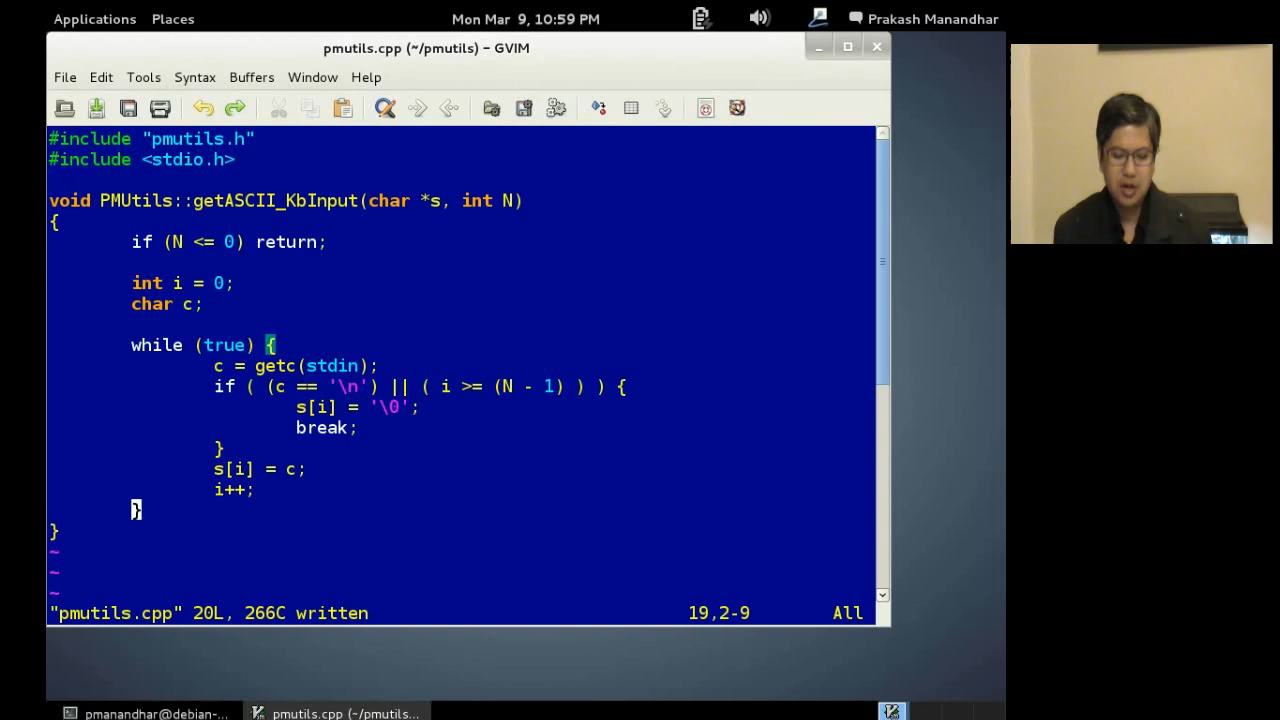 Applications Places Mon Mar 9, 10:59 PM Prakash Manandhar
pmutils.cpp (~/pmutils) – GVIM
File Edit Tools Syntax Buffers Window Help
#include "pmutils.h"
#include <stdio.h>
void PMUtils::getASCII_KbInput(char *s, int N)
{
if (N <= 0) return;
int i = 0;
char c;
while (true) {
c = getc(stdin);
if ( (c == '\n') || ( i >= (N - 1) ) ) {
s[i] = '\0';
break;
}
s[i] = c;
i++;
}
}
~
~
~
"pmutils.cpp" 20L, 266C written 19,2-9 All
pmanandhar@debian-... pmutils.cpp (~/pmutils...